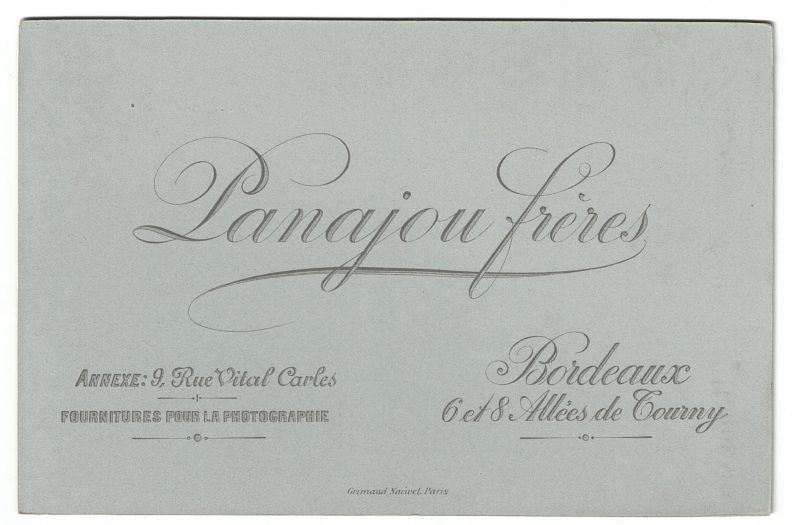 Panajou frères
ANNEXE: 9, Rue Vital Carles
FOURNITURES POUR LA PHOTOGRAPHIE
Bordeaux
6 et 8 Allées de Tourny
Grimaud Nacivet. Paris